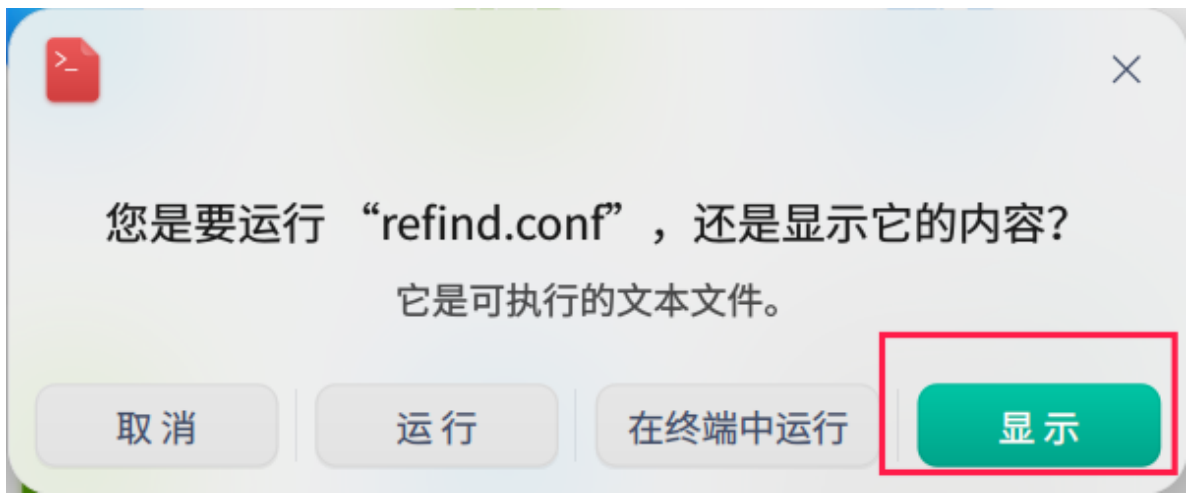 >_
您是要运行 “refind.conf”，还是显示它的内容？
它是可执行的文本文件。
取消 运行 在终端中运行 显示